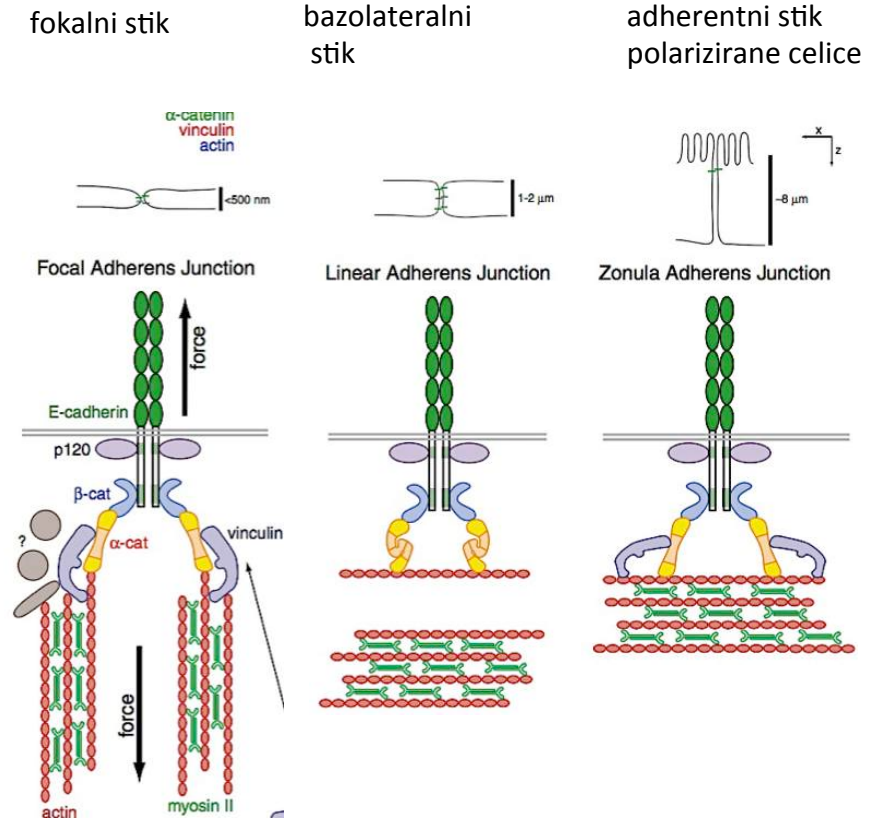 fokalni stik
bazolateralni
stik
adherentni stik
polarizirane celice
α-catenin
vinculin
actin
<500 nm
1-2 μm
x
z
~8 μm
Focal Adherens Junction
Linear Adherens Junction
Zonula Adherens Junction
force
E-cadherin
p120
β-cat
?
α-cat
vinculin
force
actin
myosin II